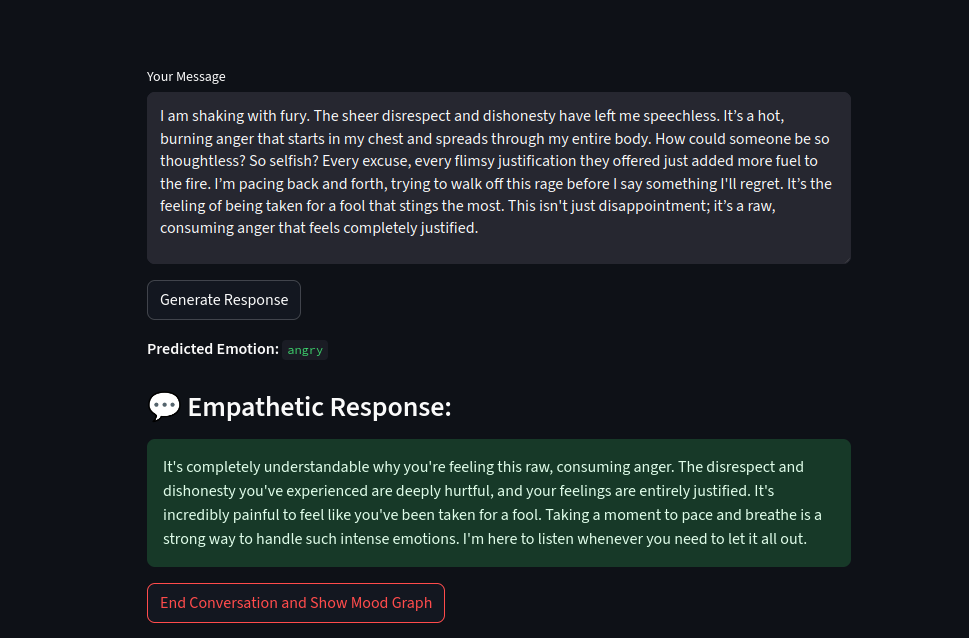 Your Message
I am shaking with fury. The sheer disrespect and dishonesty have left me speechless. It’s a hot,
burning anger that starts in my chest and spreads through my entire body. How could someone be so
thoughtless? So selfish? Every excuse, every flimsy justification they offered just added more fuel to
the fire. I’m pacing back and forth, trying to walk off this rage before I say something I'll regret. It’s the
feeling of being taken for a fool that stings the most. This isn't just disappointment; it’s a raw,
consuming anger that feels completely justified.
Generate Response
Predicted Emotion: angry
💬 Empathetic Response:
It's completely understandable why you're feeling this raw, consuming anger. The disrespect and
dishonesty you've experienced are deeply hurtful, and your feelings are entirely justified. It's
incredibly painful to feel like you've been taken for a fool. Taking a moment to pace and breathe is a
strong way to handle such intense emotions. I'm here to listen whenever you need to let it all out.
End Conversation and Show Mood Graph